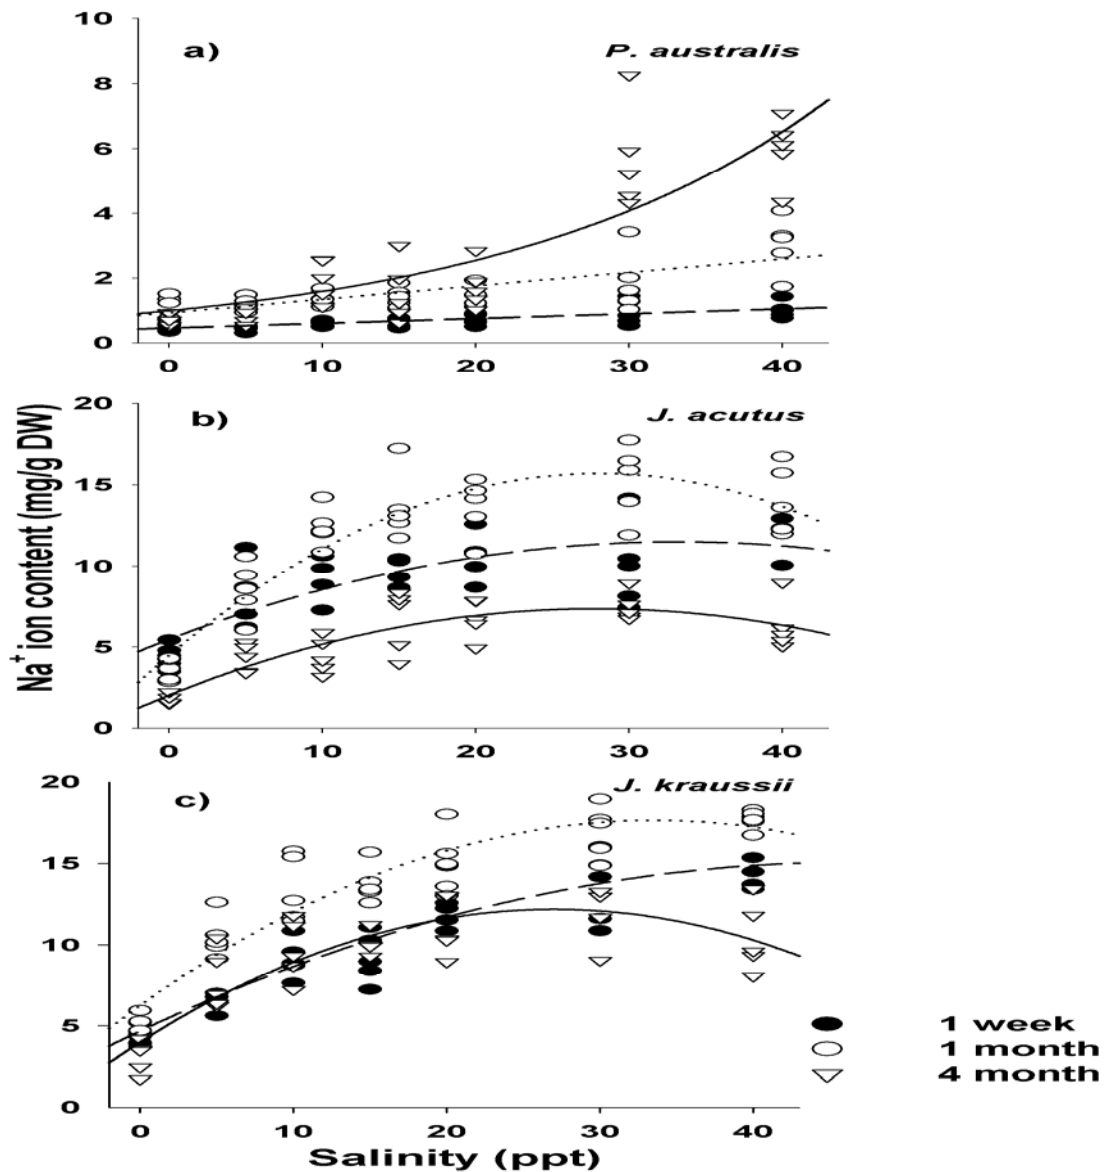 10
a)
P. australis
8
6
4
2
0
0 10 20 30 40
20
b)
J. acutus
15
10
5
0
0 10 20 30 40
Na+ ion content (mg/g DW)
20
c)
J. kraussii
15
10
5
0
0 10 20 30 40
Salinity (ppt)
1 week
1 month
4 month